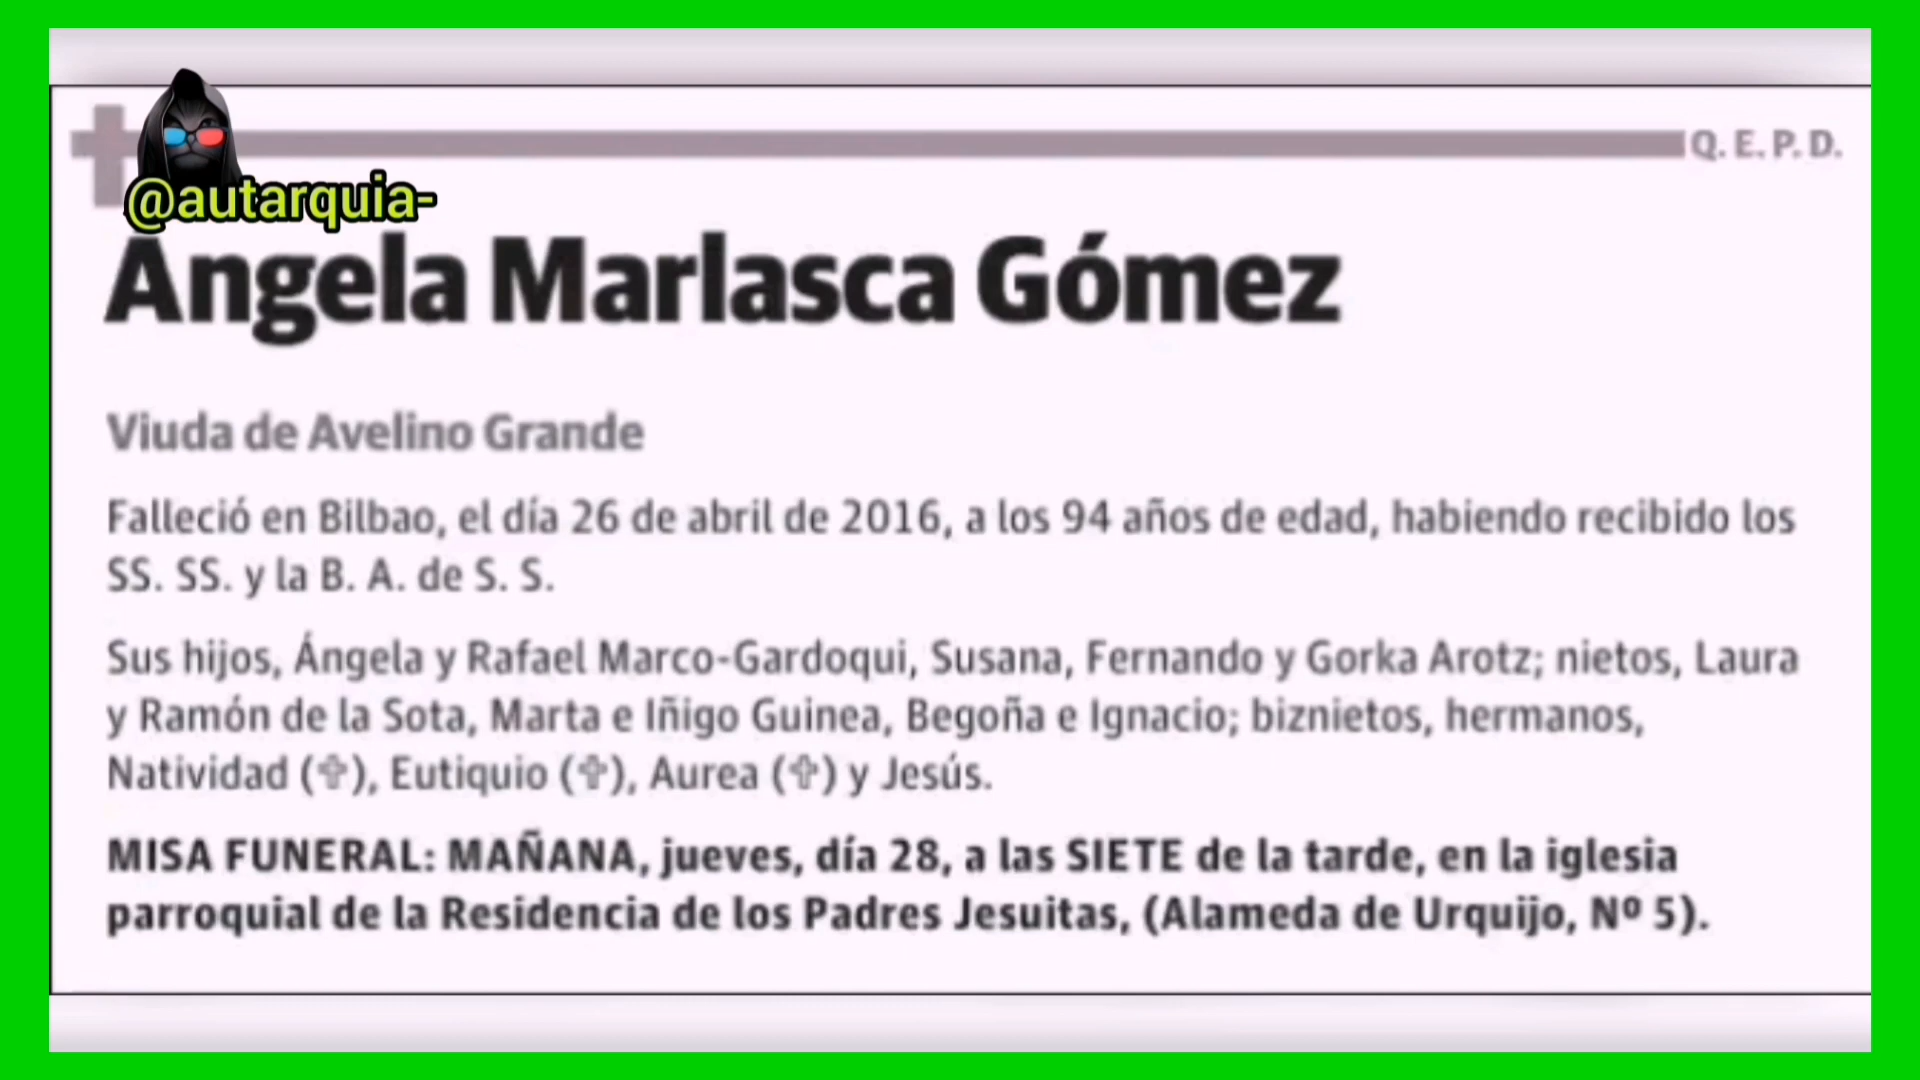 Q. E. P. D.
@autarquia-
Ángela Marlasca Gómez
Viuda de Avelino Grande
Falleció en Bilbao, el día 26 de abril de 2016, a los 94 años de edad, habiendo recibido los
SS. SS. y la B. A. de S. S.
Sus hijos, Ángela y Rafael Marco-Gardoqui, Susana, Fernando y Gorka Arotz; nietos, Laura
y Ramón de la Sota, Marta e Iñigo Guinea, Begoña e Ignacio; biznietos, hermanos,
Natividad (✞), Eutiquio (✞), Aurea (✞) y Jesús.
MISA FUNERAL: MAÑANA, jueves, día 28, a las SIETE de la tarde, en la iglesia
parroquial de la Residencia de los Padres Jesuitas, (Alameda de Urquijo, Nº 5).